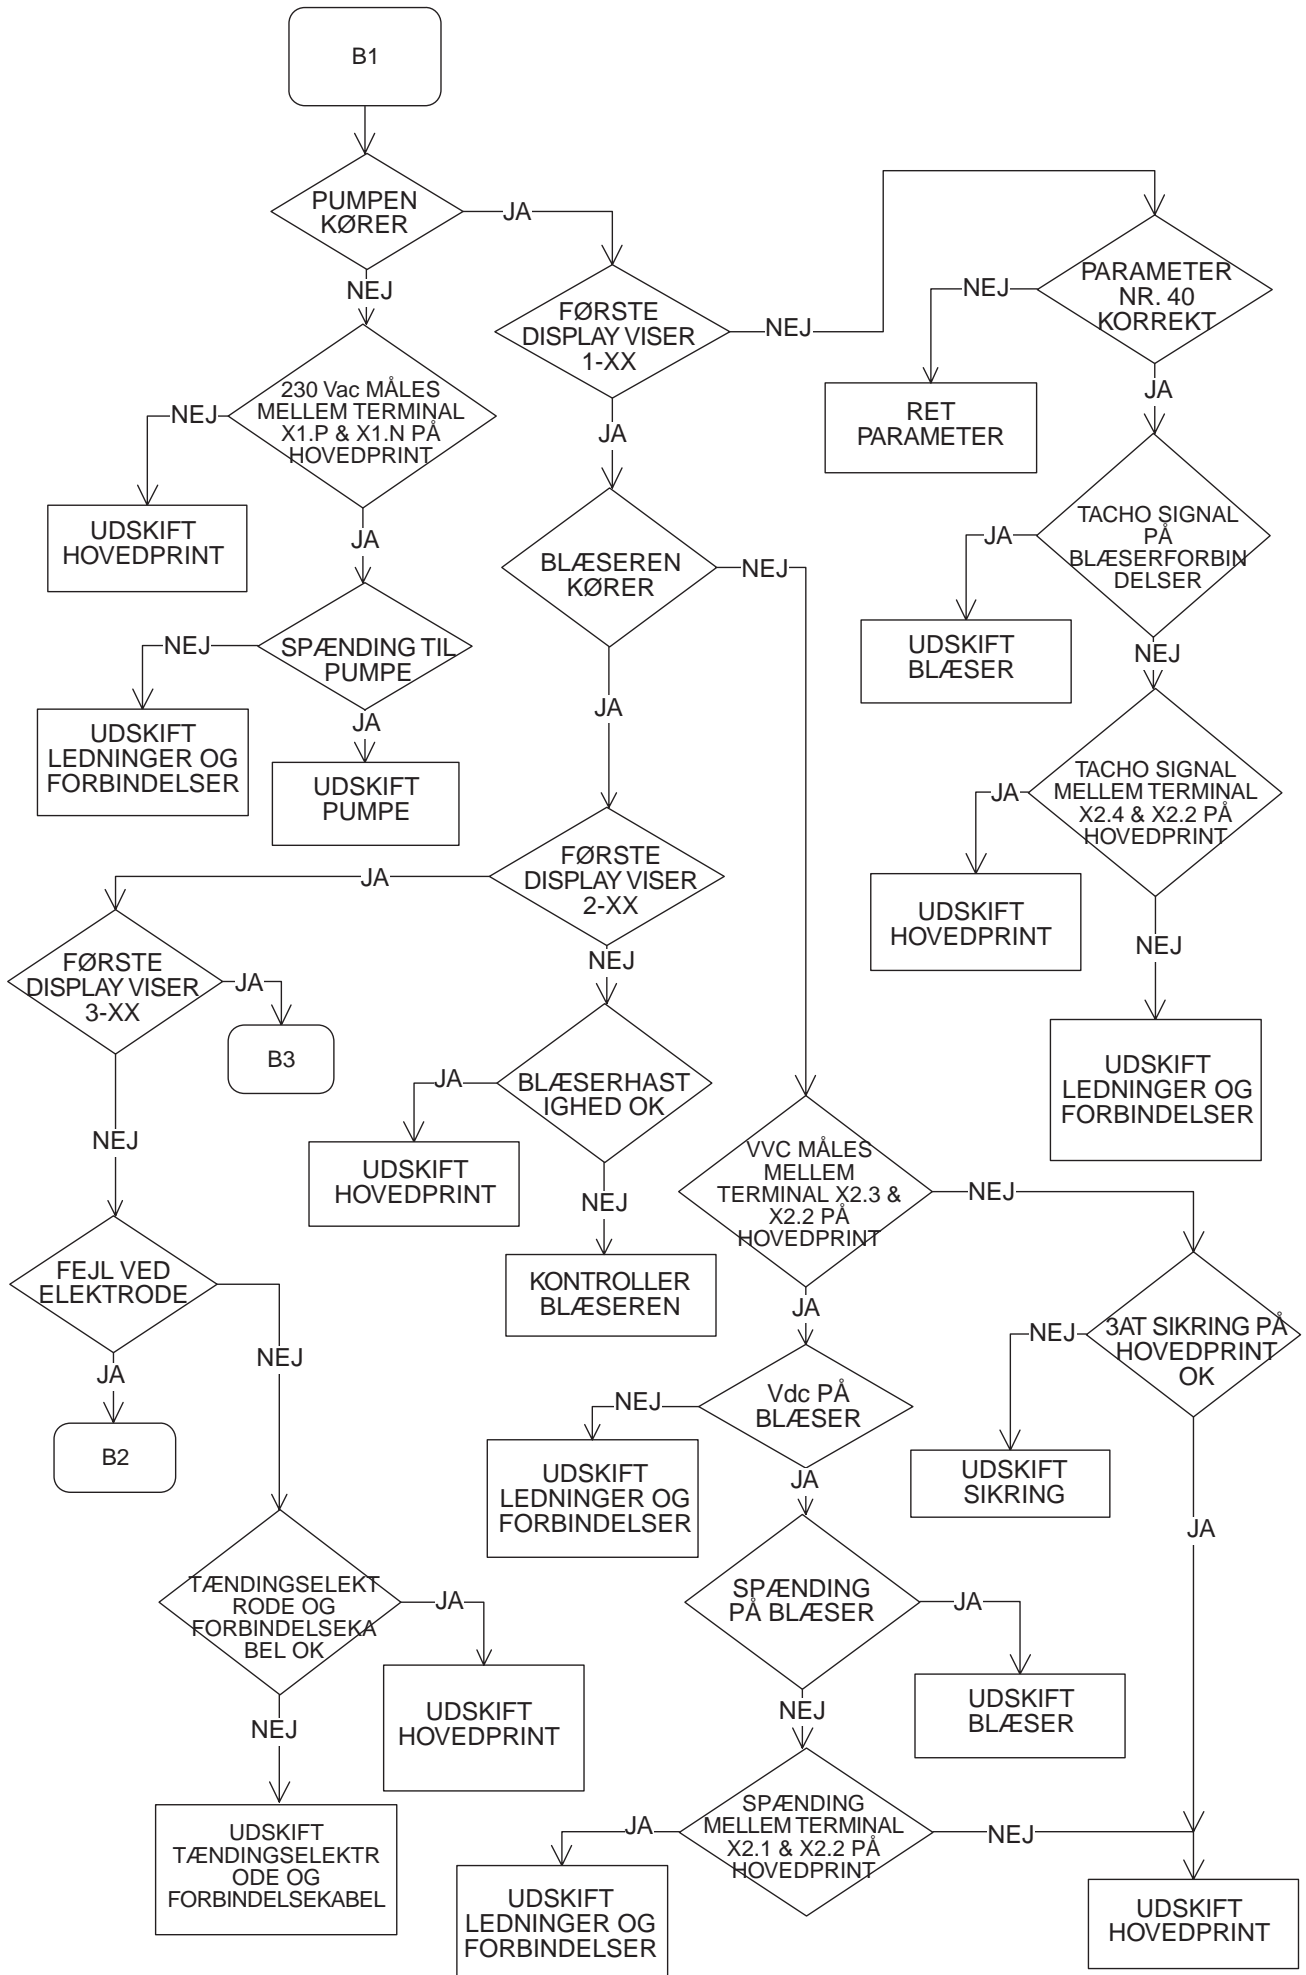 B1
PUMPEN
KØRER
JA
NEJ
FØRSTE
DISPLAY VISER
1-XX
NEJ
JA
PARAMETER
NR. 40
KORREKT
NEJ
JA
RET
PARAMETER
230 Vac MÅLES
MELLEM TERMINAL
X1.P & X1.N PÅ
HOVEDPRINT
NEJ
JA
UDSKIFT
HOVEDPRINT
BLÆSEREN
KØRER
NEJ
JA
TACHO SIGNAL
PÅ
BLÆSERFORBIN
DELSER
JA
NEJ
UDSKIFT
BLÆSER
SPÆNDING TIL
PUMPE
NEJ
JA
UDSKIFT
LEDNINGER OG
FORBINDELSER
UDSKIFT
PUMPE
TACHO SIGNAL
MELLEM TERMINAL
X2.4 & X2.2 PÅ
HOVEDPRINT
JA
NEJ
UDSKIFT
HOVEDPRINT
UDSKIFT
LEDNINGER OG
FORBINDELSER
FØRSTE
DISPLAY VISER
2-XX
JA
NEJ
FØRSTE
DISPLAY VISER
3-XX
JA
NEJ
B3
BLÆSERHAST
IGHED OK
JA
NEJ
UDSKIFT
HOVEDPRINT
KONTROLLER
BLÆSEREN
VVC MÅLES
MELLEM
TERMINAL X2.3 &
X2.2 PÅ
HOVEDPRINT
NEJ
JA
FEJL VED
ELEKTRODE
NEJ
JA
B2
3AT SIKRING PÅ
HOVEDPRINT
OK
NEJ
JA
UDSKIFT
SIKRING
Vdc PÅ
BLÆSER
NEJ
JA
UDSKIFT
LEDNINGER OG
FORBINDELSER
TÆNDINGSELEKT
RODE OG
FORBINDELSEKA
BEL OK
JA
NEJ
UDSKIFT
HOVEDPRINT
SPÆNDING
PÅ BLÆSER
JA
NEJ
UDSKIFT
BLÆSER
UDSKIFT
TÆNDINGSELEKTR
ODE OG
FORBINDELSEKABEL
SPÆNDING
MELLEM TERMINAL
X2.1 & X2.2 PÅ
HOVEDPRINT
JA
NEJ
UDSKIFT
LEDNINGER OG
FORBINDELSER
UDSKIFT
HOVEDPRINT